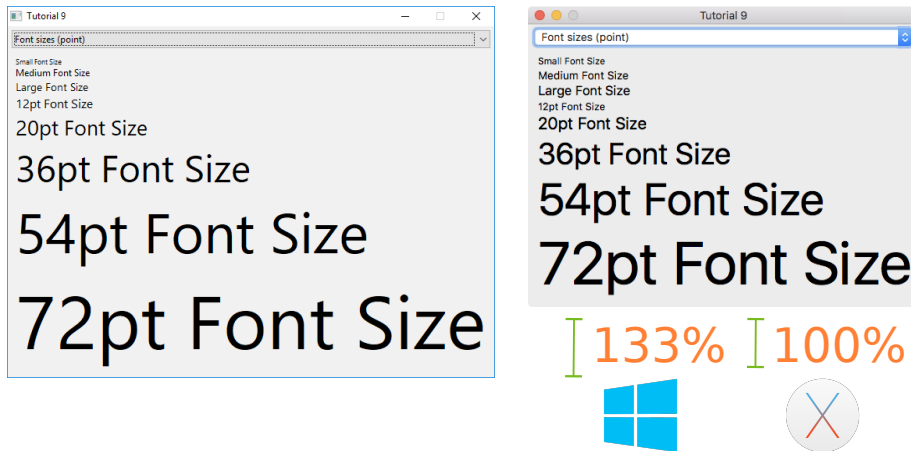 Tutorial 9
Font sizes (point)
Small Font Size
Medium Font Size
Large Font Size
12pt Font Size
20pt Font Size
36pt Font Size
54pt Font Size
72pt Font Size
Tutorial 9
Font sizes (point)
Small Font Size
Medium Font Size
Large Font Size
12pt Font Size
20pt Font Size
36pt Font Size
54pt Font Size
72pt Font Size
133% 100%